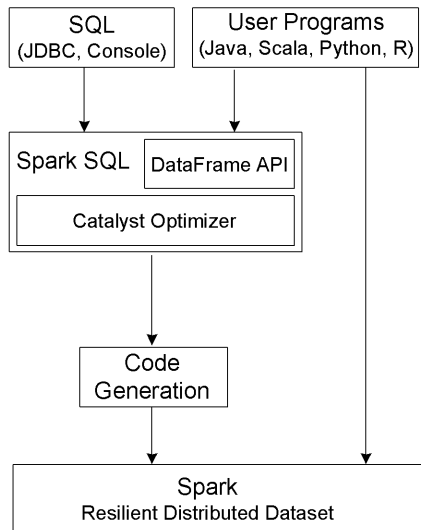 SQL
(JDBC, Console)
User Programs
(Java, Scala, Python, R)
Spark SQL
DataFrame API
Catalyst Optimizer
Code
Generation
Spark
Resilient Distributed Dataset